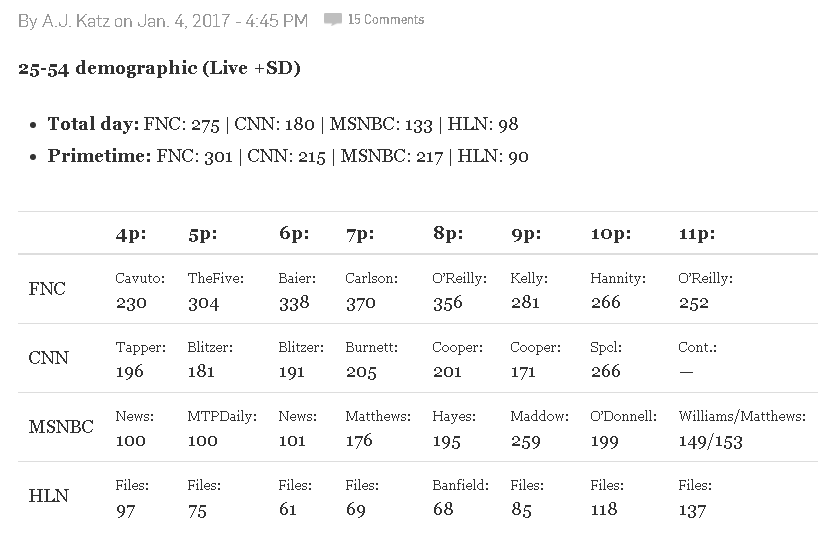 By A.J. Katz on Jan. 4, 2017 - 4:45 PM 15 Comments
25-54 demographic (Live +SD)
• Total day: FNC: 275 | CNN: 180 | MSNBC: 133 | HLN: 98
• Primetime: FNC: 301 | CNN: 215 | MSNBC: 217 | HLN: 90
4p: 5p: 6p: 7p: 8p: 9p: 10p: 11p:
FNC
Cavuto: TheFive: Baier: Carlson: O'Reilly: Kelly: Hannity: O'Reilly:
230 304 338 370 356 281 266 252
CNN
Tapper: Blitzer: Blitzer: Burnett: Cooper: Cooper: Spcl: Cont.:
196 181 191 205 201 171 266 —
MSNBC
News: MTPDaily: News: Matthews: Hayes: Maddow: O'Donnell: Williams/Matthews:
100 100 101 176 195 259 199 149/153
HLN
Files: Files: Files: Files: Banfield: Files: Files: Files:
97 75 61 69 68 85 118 137